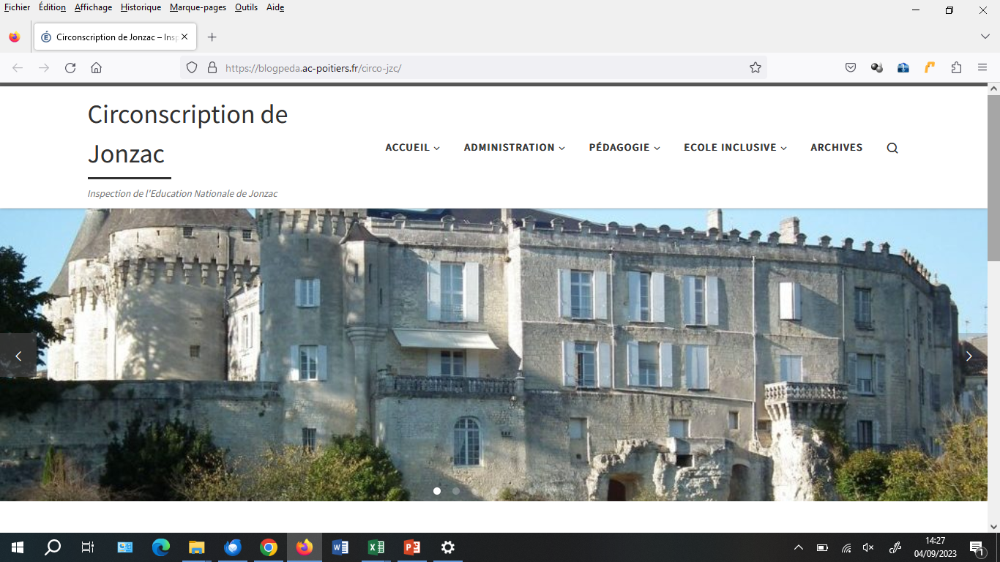 Fichier Édition Affichage Historique Marque-pages Outils Aide
Circonscription de Jonzac – Insp
https://blogpeda.ac-poitiers.fr/circo-jzc/
Circonscription de
Jonzac
Inspection de l'Education Nationale de Jonzac
ACCUEIL ADMINISTRATION PÉDAGOGIE ECOLE INCLUSIVE ARCHIVES
14:27
04/09/2023
1